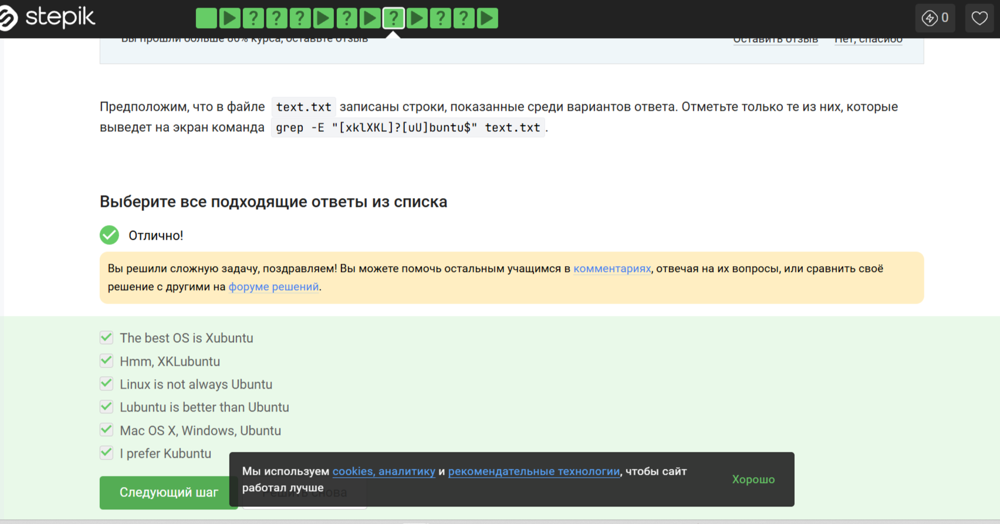 stepik
0
Вы прошли больше 80% курса, оставьте отзыв
Оставить отзыв
Нет, спасибо
Предположим, что в файле text.txt записаны строки, показанные среди вариантов ответа. Отметьте только те из них, которые
выведет на экран команда grep -E "[xklXKL]?[uU]buntu$" text.txt.
Выберите все подходящие ответы из списка
Отлично!
Вы решили сложную задачу, поздравляем! Вы можете помочь остальным учащимся в комментариях, отвечая на их вопросы, или сравнить своё
решение с другими на форуме решений.
The best OS is Xubuntu
Hmm, XKLubuntu
Linux is not always Ubuntu
Lubuntu is better than Ubuntu
Mac OS X, Windows, Ubuntu
I prefer Kubuntu
Мы используем cookies, аналитику и рекомендательные технологии, чтобы сайт
работал лучше
Хорошо
Следующий шаг
Решить снова